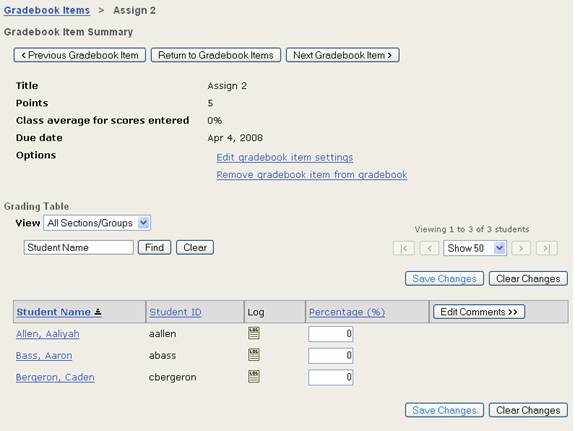 Gradebook Items > Assign 2
Gradebook Item Summary
< Previous Gradebook Item Return to Gradebook Items Next Gradebook Item >
Title Assign 2
Points 5
Class average for scores entered 0%
Due date Apr 4, 2008
Options Edit gradebook item settings
Remove gradebook item from gradebook
Grading Table
View All Sections/Groups
Viewing 1 to 3 of 3 students
Student Name Find Clear |< < Show 50 > >|
Save Changes Clear Changes
Student Name Student ID Log Percentage (%) Edit Comments >>
Allen, Aaliyah aallen LOG 0
Bass, Aaron abass LOG 0
Bergeron, Caden cbergeron LOG 0
Save Changes Clear Changes